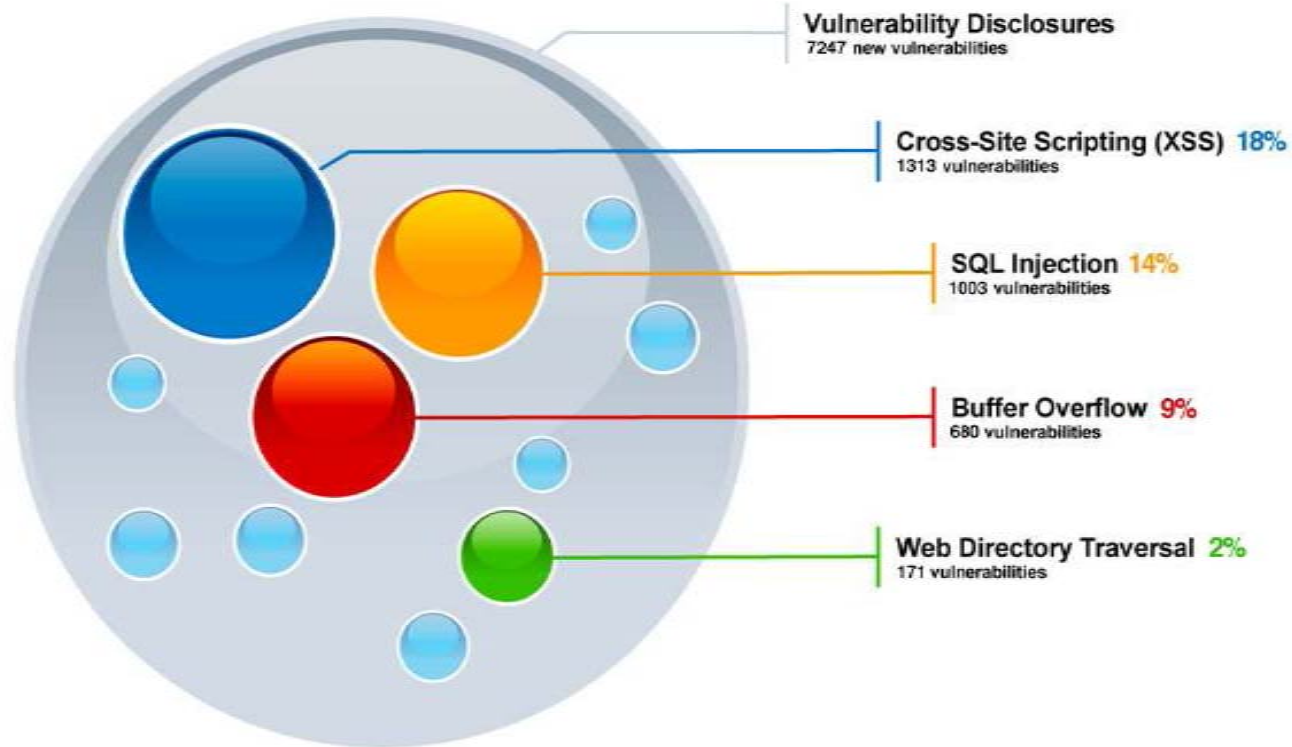 Vulnerability Disclosures
7247 new vulnerabilities
Cross-Site Scripting (XSS) 18%
1313 vulnerabilities
SQL Injection 14%
1003 vulnerabilities
Buffer Overflow 9%
680 vulnerabilities
Web Directory Traversal 2%
171 vulnerabilities